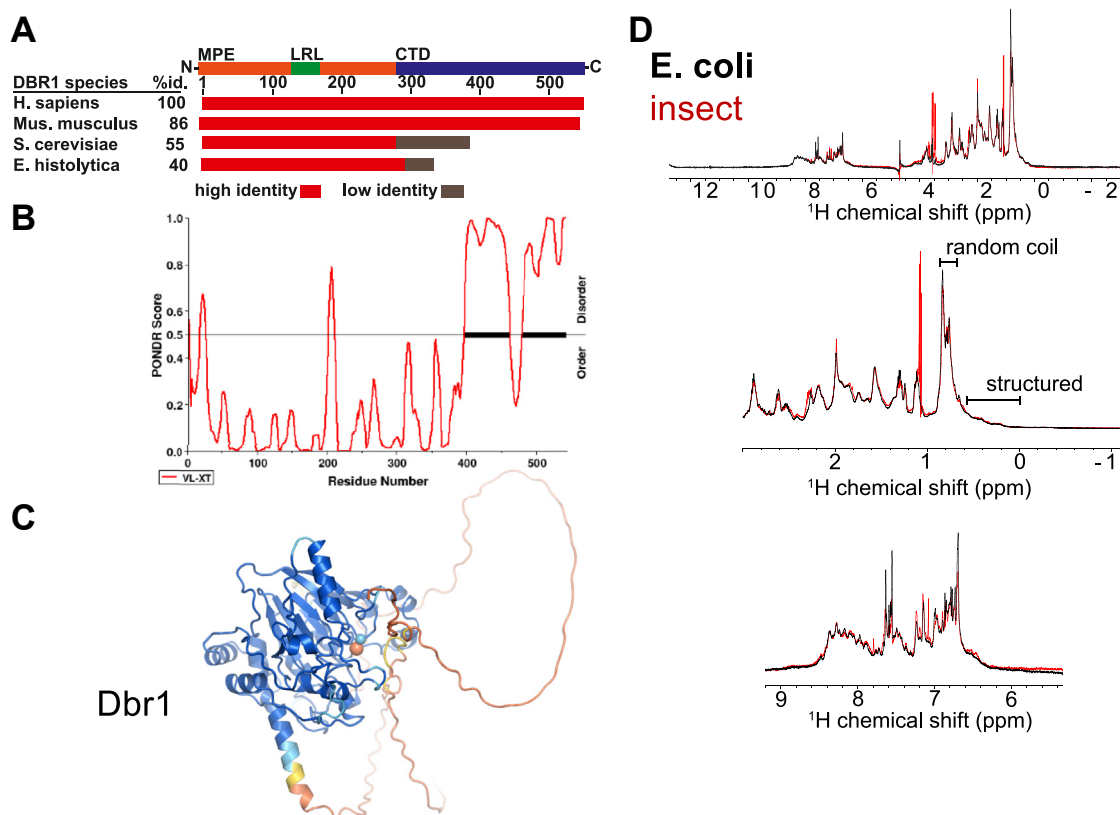 A
MPE LRL CTD
N C
DBR1 species %id. 1 100 200 300 400 500
H. sapiens 100
Mus. musculus 86
S. cerevisiae 55
E. histolytica 40
high identity low identity
B
1.0
0.8
0.6
0.5
0.4
0.2
0.0
PONDR Score
Disorder
Order
0 100 200 300 400 500
Residue Number
VL-XT
C
Dbr1
D
E. coli
insect
12 10 8 6 4 2 0 - 2
¹H chemical shift (ppm)
random coil
structured
2 1 0 -1
¹H chemical shift (ppm)
9 8 7 6
¹H chemical shift (ppm)